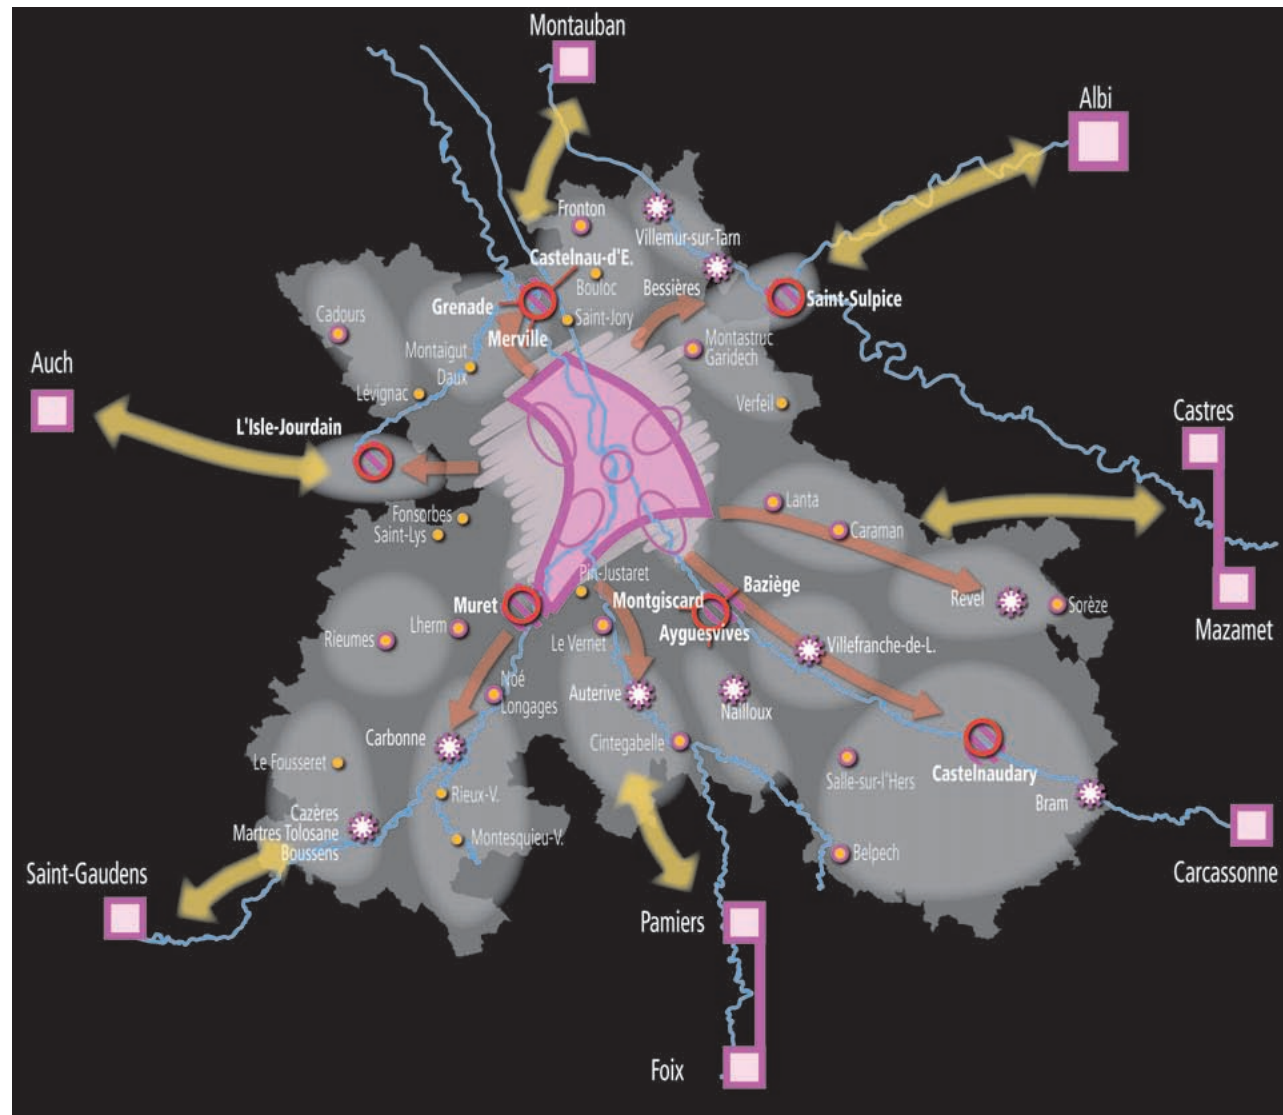 Montauban
Albi
Fronton
Villemur-sur-Tarn
Castelnau-d'E.
Bouloc
Bessières
Grenade
Saint-Sulpice
Cadours
Saint-Jory
Merville
Montastruc
Garidech
Montaigut
Daux
Auch
Lévignac
Verfeil
Castres
L'Isle-Jourdain
Lanta
Fonsorbes
Saint-Lys
Caraman
Pin-Justaret
Baziège
Muret
Montgiscard
Revel
Sorèze
Mazamet
Lherm
Ayguesvives
Rieumes
Le Vernet
Villefranche-de-L.
Noé
Longages
Auterive
Nailloux
Carbonne
Cintegabelle
Le Fousseret
Salle-sur-l'Hers
Castelnaudary
Rieux-V.
Bram
Cazères
Martres Tolosane
Boussens
Montesquieu-V.
Belpech
Saint-Gaudens
Carcassonne
Pamiers
Foix